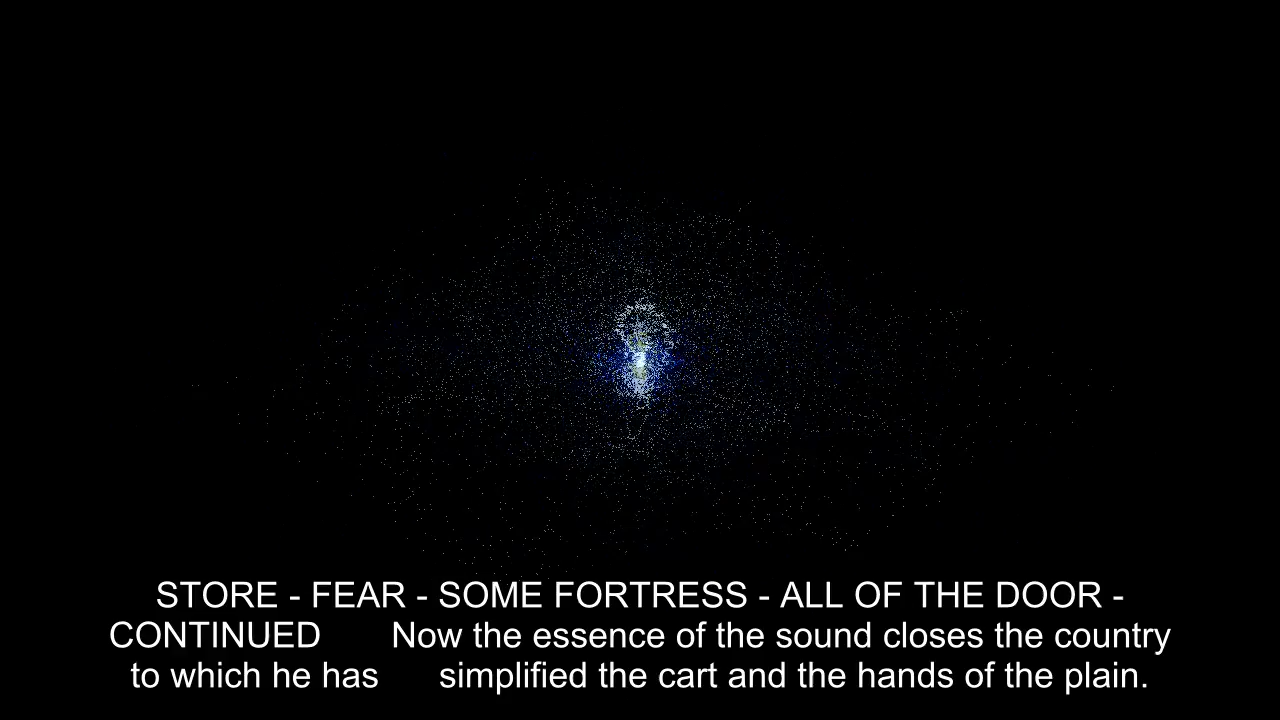 STORE - FEAR - SOME FORTRESS - ALL OF THE DOOR -
CONTINUED       Now the essence of the sound closes the country
to which he has      simplified the cart and the hands of the plain.